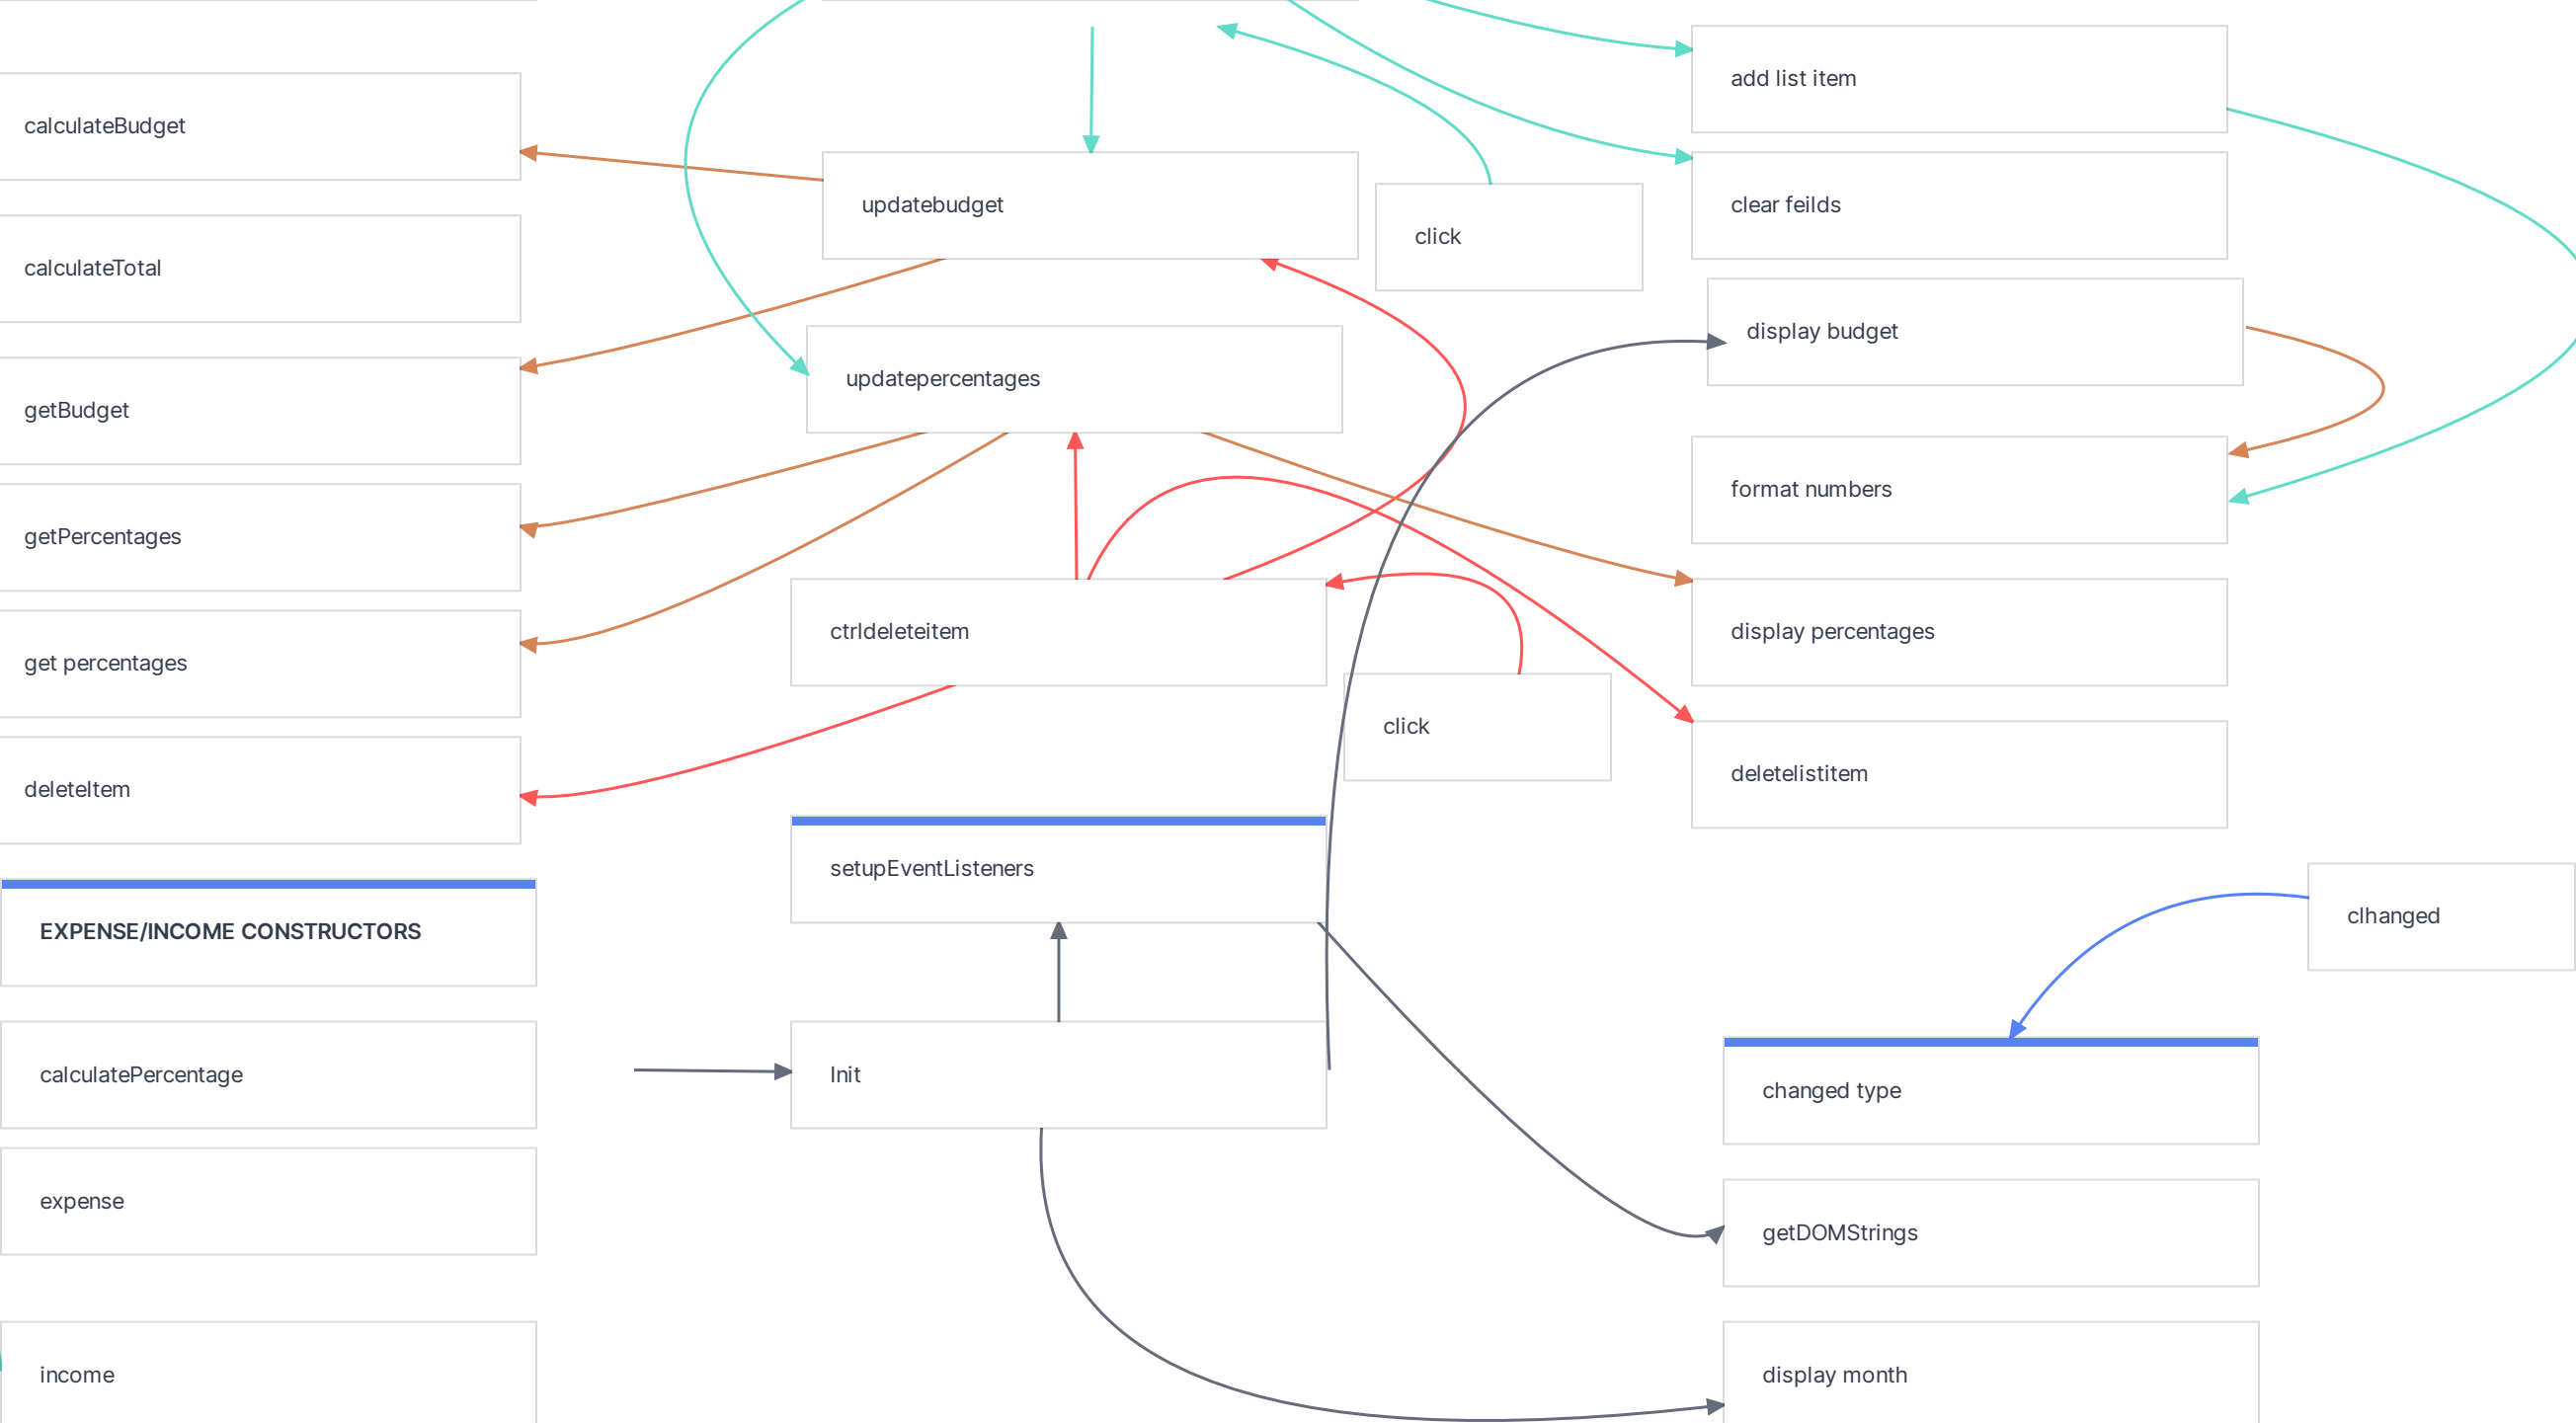 calculateBudget
calculateTotal
getBudget
getPercentages
get percentages
deleteItem
EXPENSE/INCOME CONSTRUCTORS
calculatePercentage
expense
income
updatebudget
click
updatepercentages
ctrldeleteitem
click
setupEventListeners
Init
add list item
clear feilds
display budget
format numbers
display percentages
deletelistitem
clhanged
changed type
getDOMStrings
display month